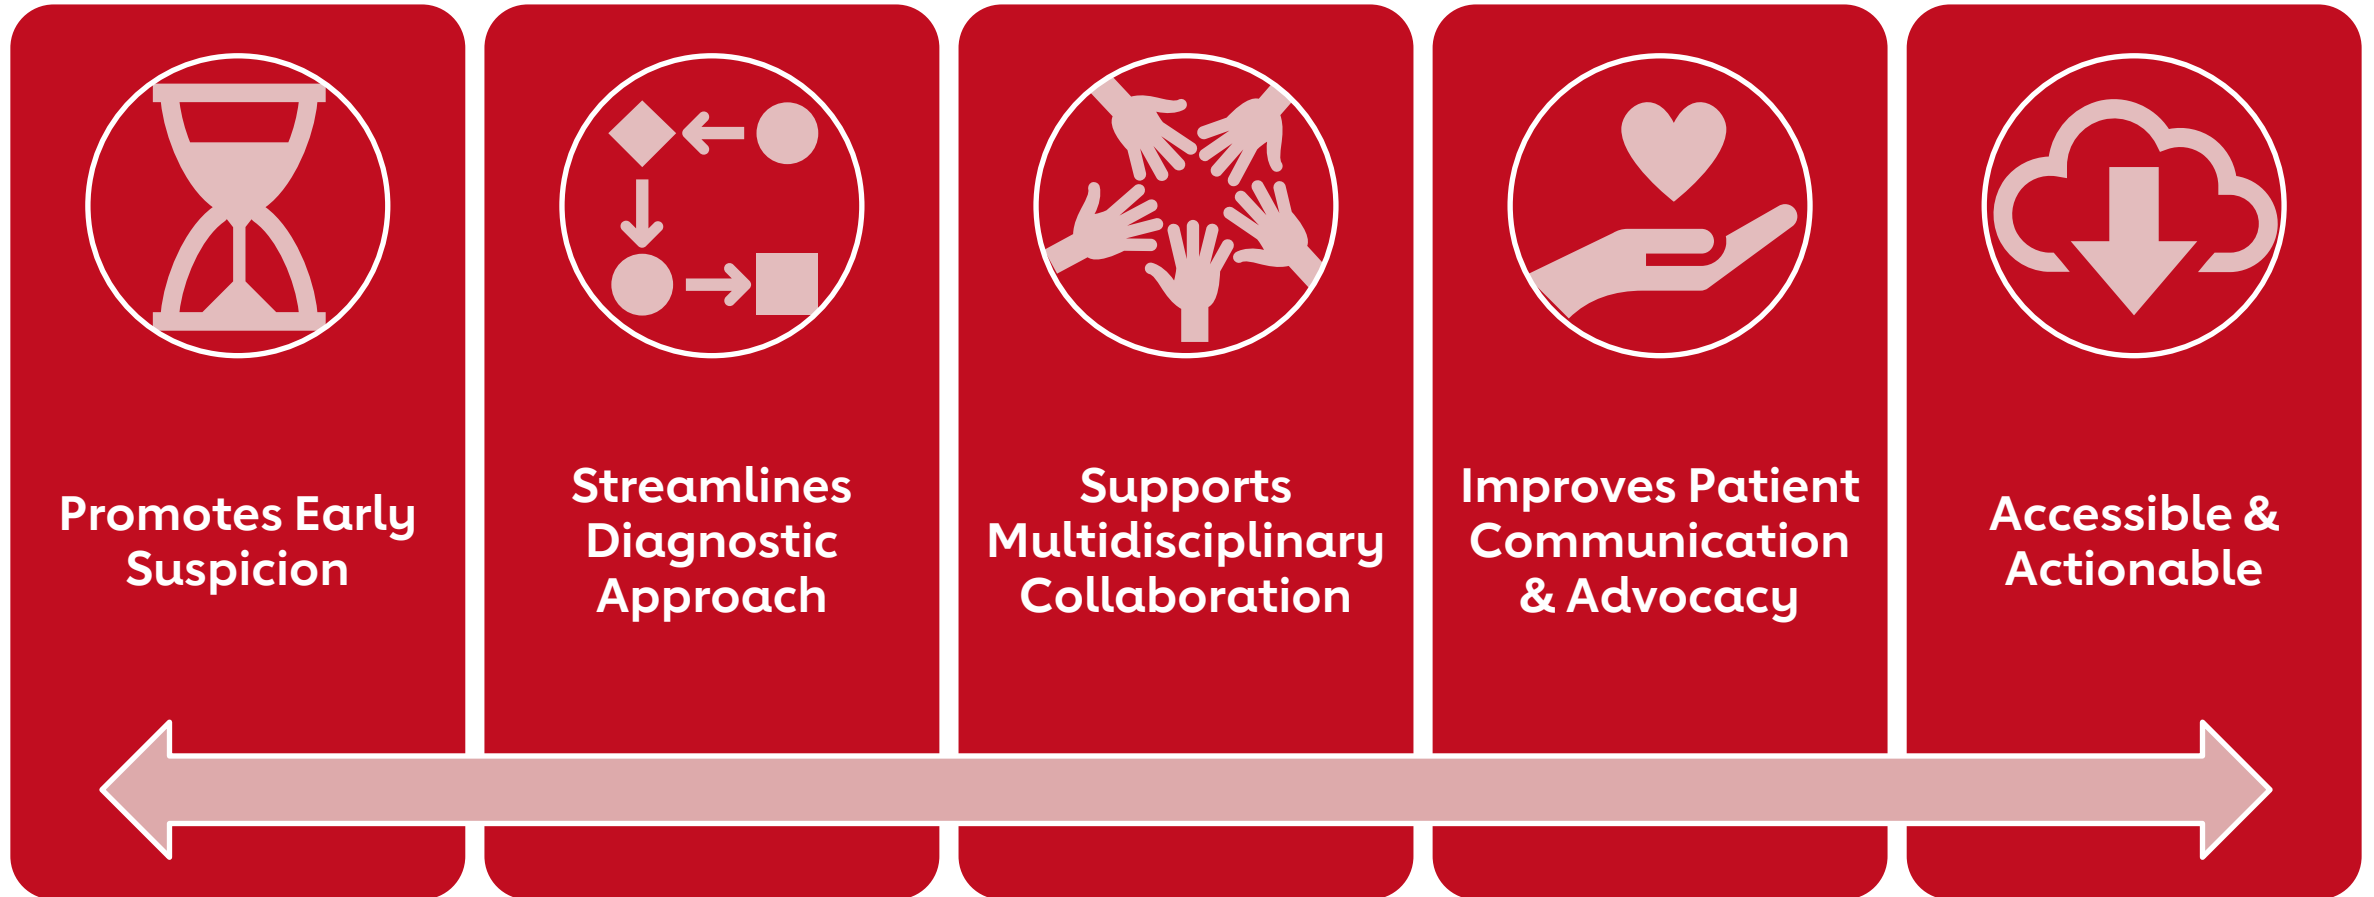 Promotes Early
Suspicion
Streamlines
Diagnostic
Approach
Supports
Multidisciplinary
Collaboration
Improves Patient
Communication
& Advocacy
Accessible &
Actionable